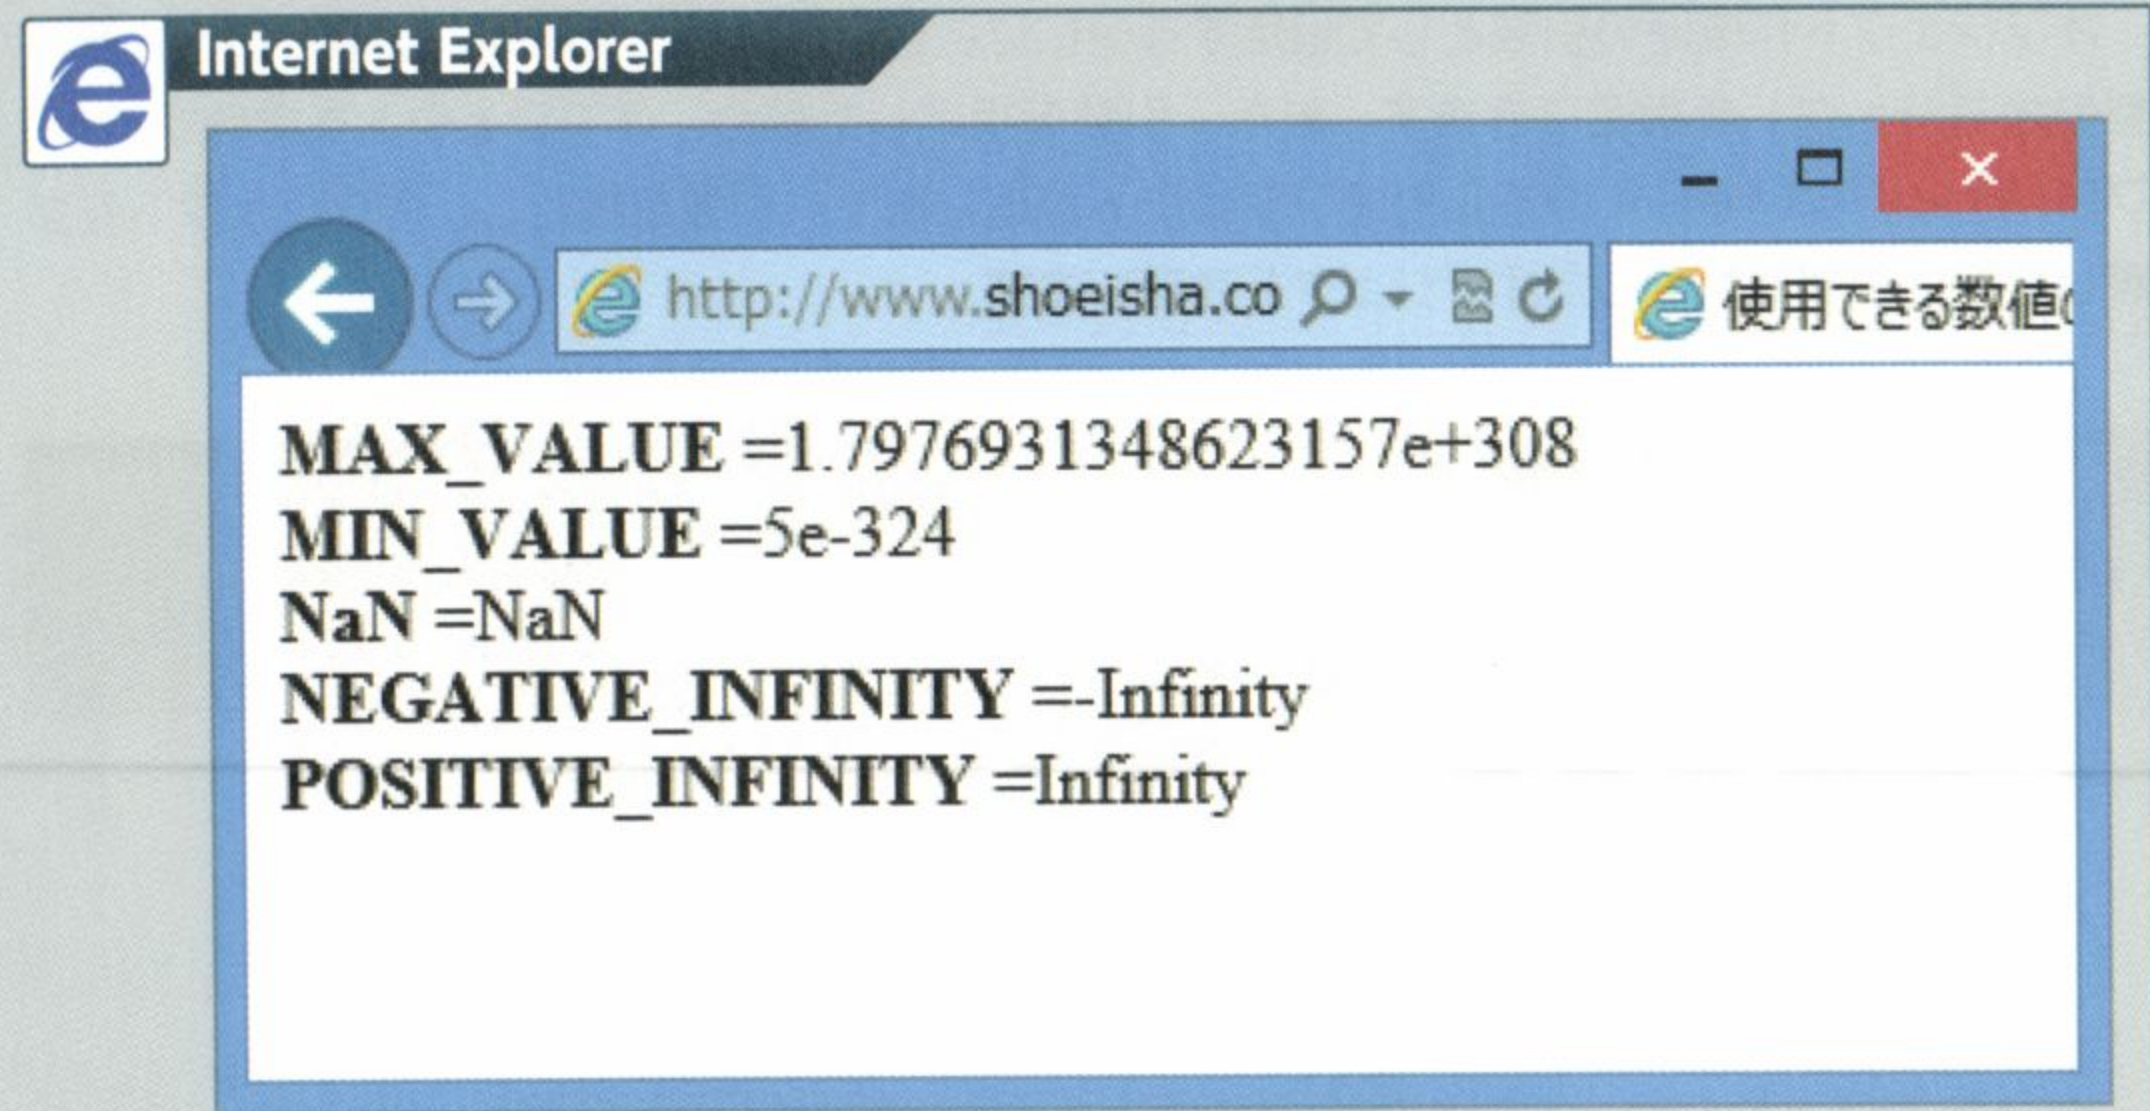 Internet Explorer
http://www.shoeisha.co
使用できる数値の
MAX_VALUE =1.7976931348623157e+308
MIN_VALUE =5e-324
NaN =NaN
NEGATIVE_INFINITY =-Infinity
POSITIVE_INFINITY =Infinity